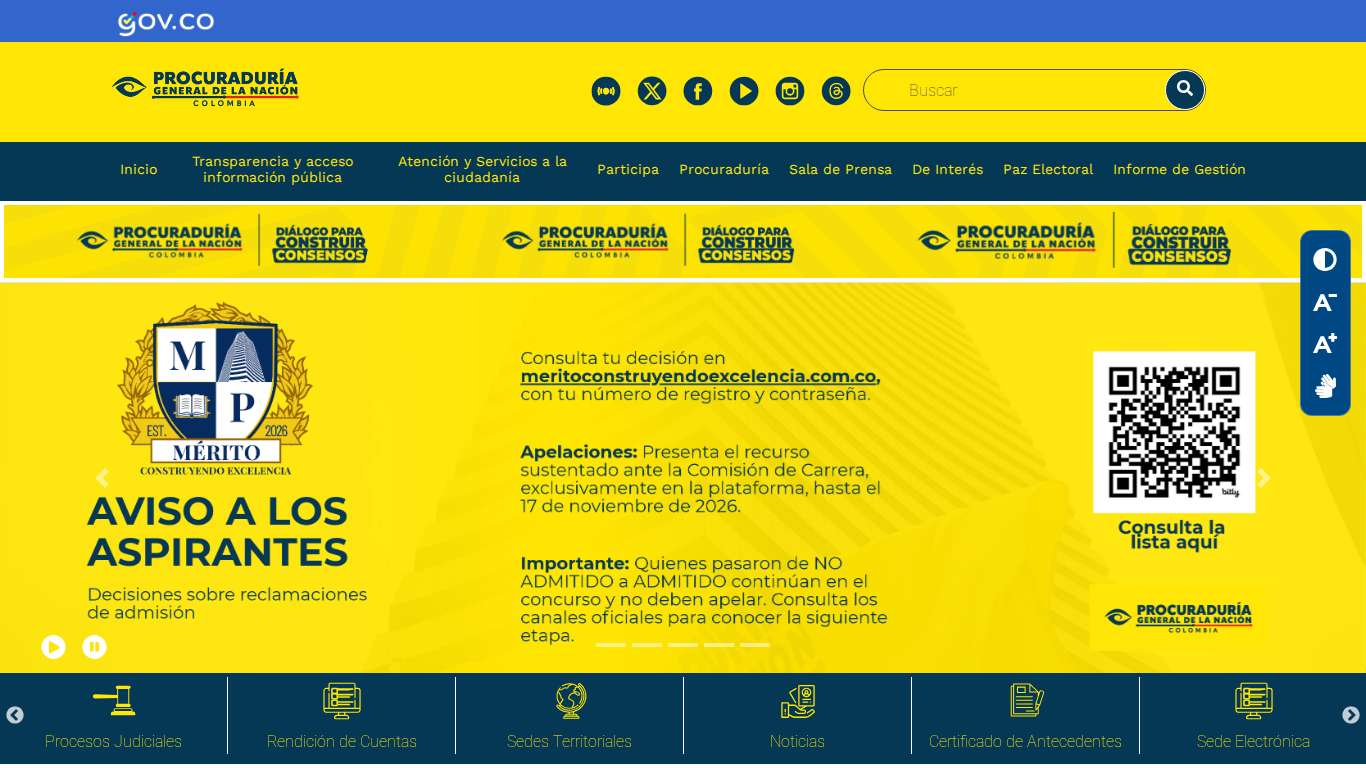 GOV.CO
PROCURADURÍA
GENERAL DE LA NACIÓN
COLOMBIA
Buscar
Inicio
Transparencia y acceso
información pública
Atención y Servicios a la
ciudadanía
Participa
Procuraduría
Sala de Prensa
De Interés
Paz Electoral
Informe de Gestión
PROCURADURÍA
GENERAL DE LA NACIÓN
COLOMBIA
DIÁLOGO PARA
CONSTRUIR
CONSENSOS
PROCURADURÍA
GENERAL DE LA NACIÓN
COLOMBIA
DIÁLOGO PARA
CONSTRUIR
CONSENSOS
PROCURADURÍA
GENERAL DE LA NACIÓN
COLOMBIA
DIÁLOGO PARA
CONSTRUIR
CONSENSOS
A-
A+
M
P
EST. 2026
MÉRITO
CONSTRUYENDO EXCELENCIA
AVISO A LOS
ASPIRANTES
Decisiones sobre reclamaciones
de admisión
Consulta tu decisión en
meritoconstruyendoexcelencia.com.co,
con tu número de registro y contraseña.
Apelaciones: Presenta el recurso
sustentado ante la Comisión de Carrera,
exclusivamente en la plataforma, hasta el
17 de noviembre de 2026.
Importante: Quienes pasaron de NO
ADMITIDO a ADMITIDO continúan en el
concurso y no deben apelar. Consulta los
canales oficiales para conocer la siguiente
etapa.
bitly
Consulta la
lista aquí
PROCURADURÍA
GENERAL DE LA NACIÓN
COLOMBIA
Procesos Judiciales
Rendición de Cuentas
Sedes Territoriales
Noticias
Certificado de Antecedentes
Sede Electrónica